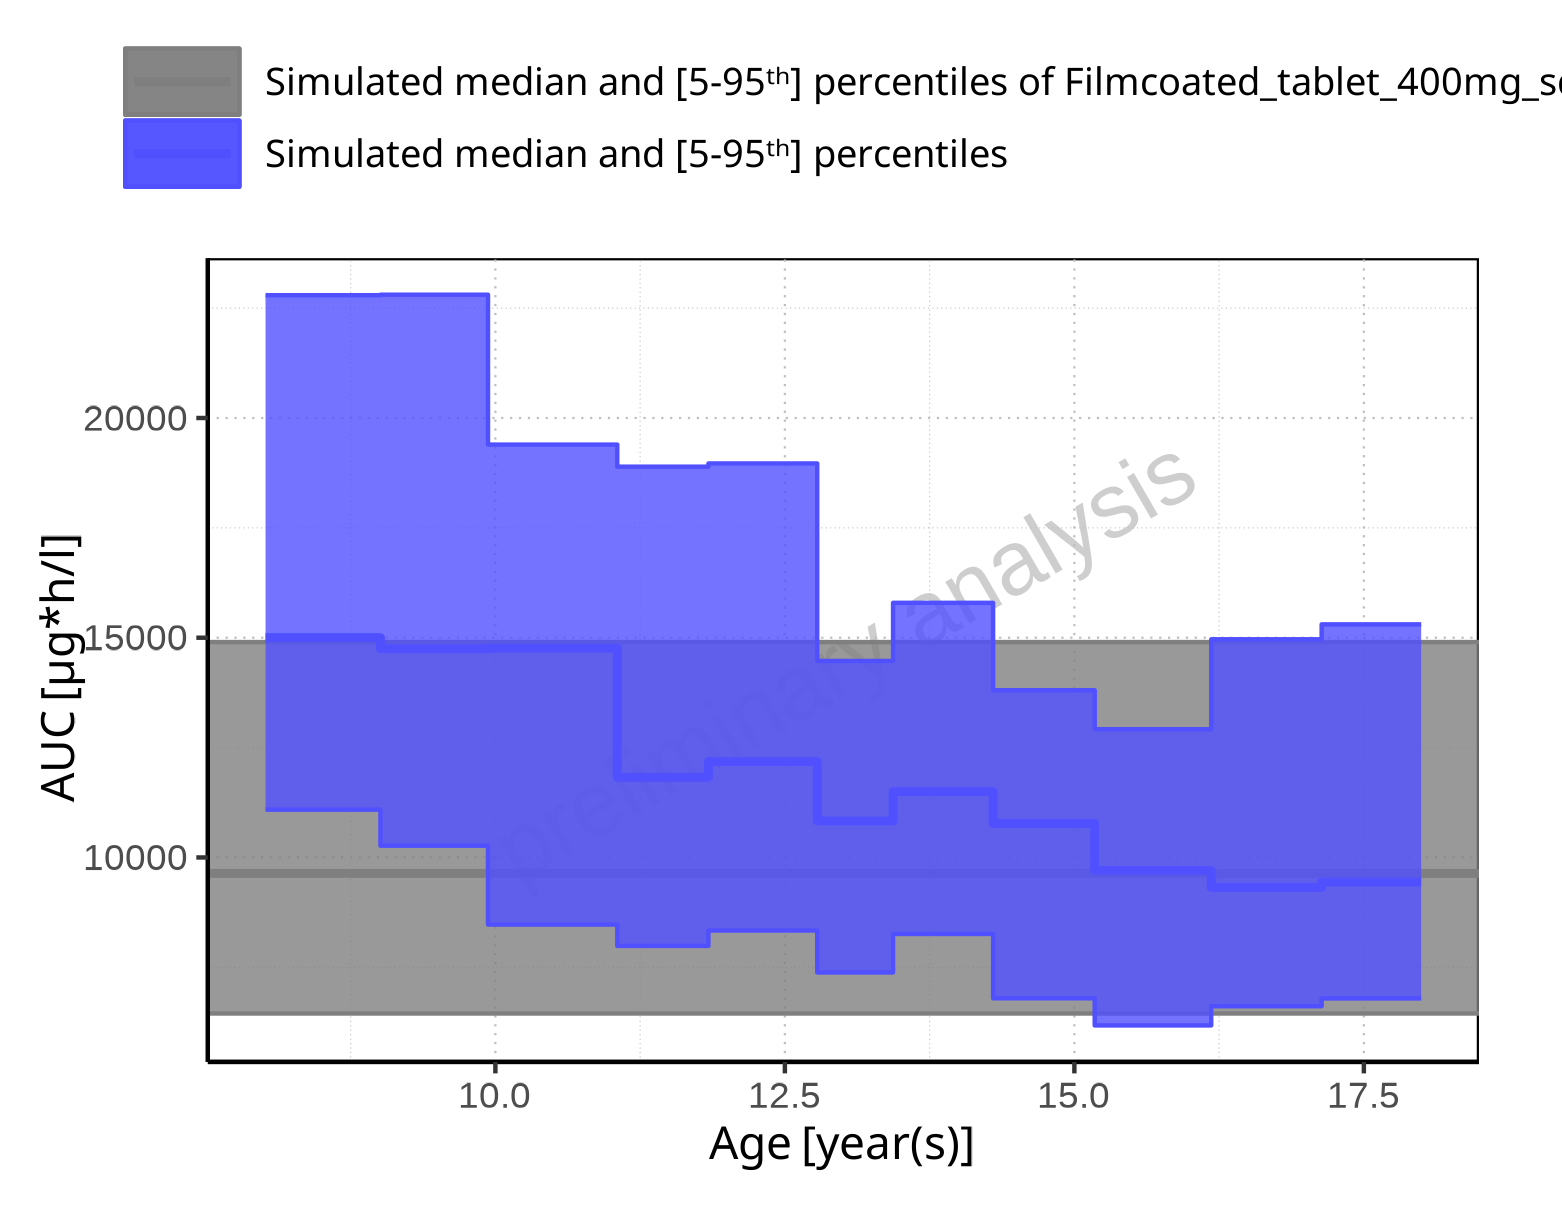 Simulated median and [5-95ᵗʰ] percentiles of Filmcoated_tablet_400mg_s
Simulated median and [5-95ᵗʰ] percentiles
20000
15000
10000
AUC [µg*h/l]
preliminary analysis
10.0 12.5 15.0 17.5
Age [year(s)]